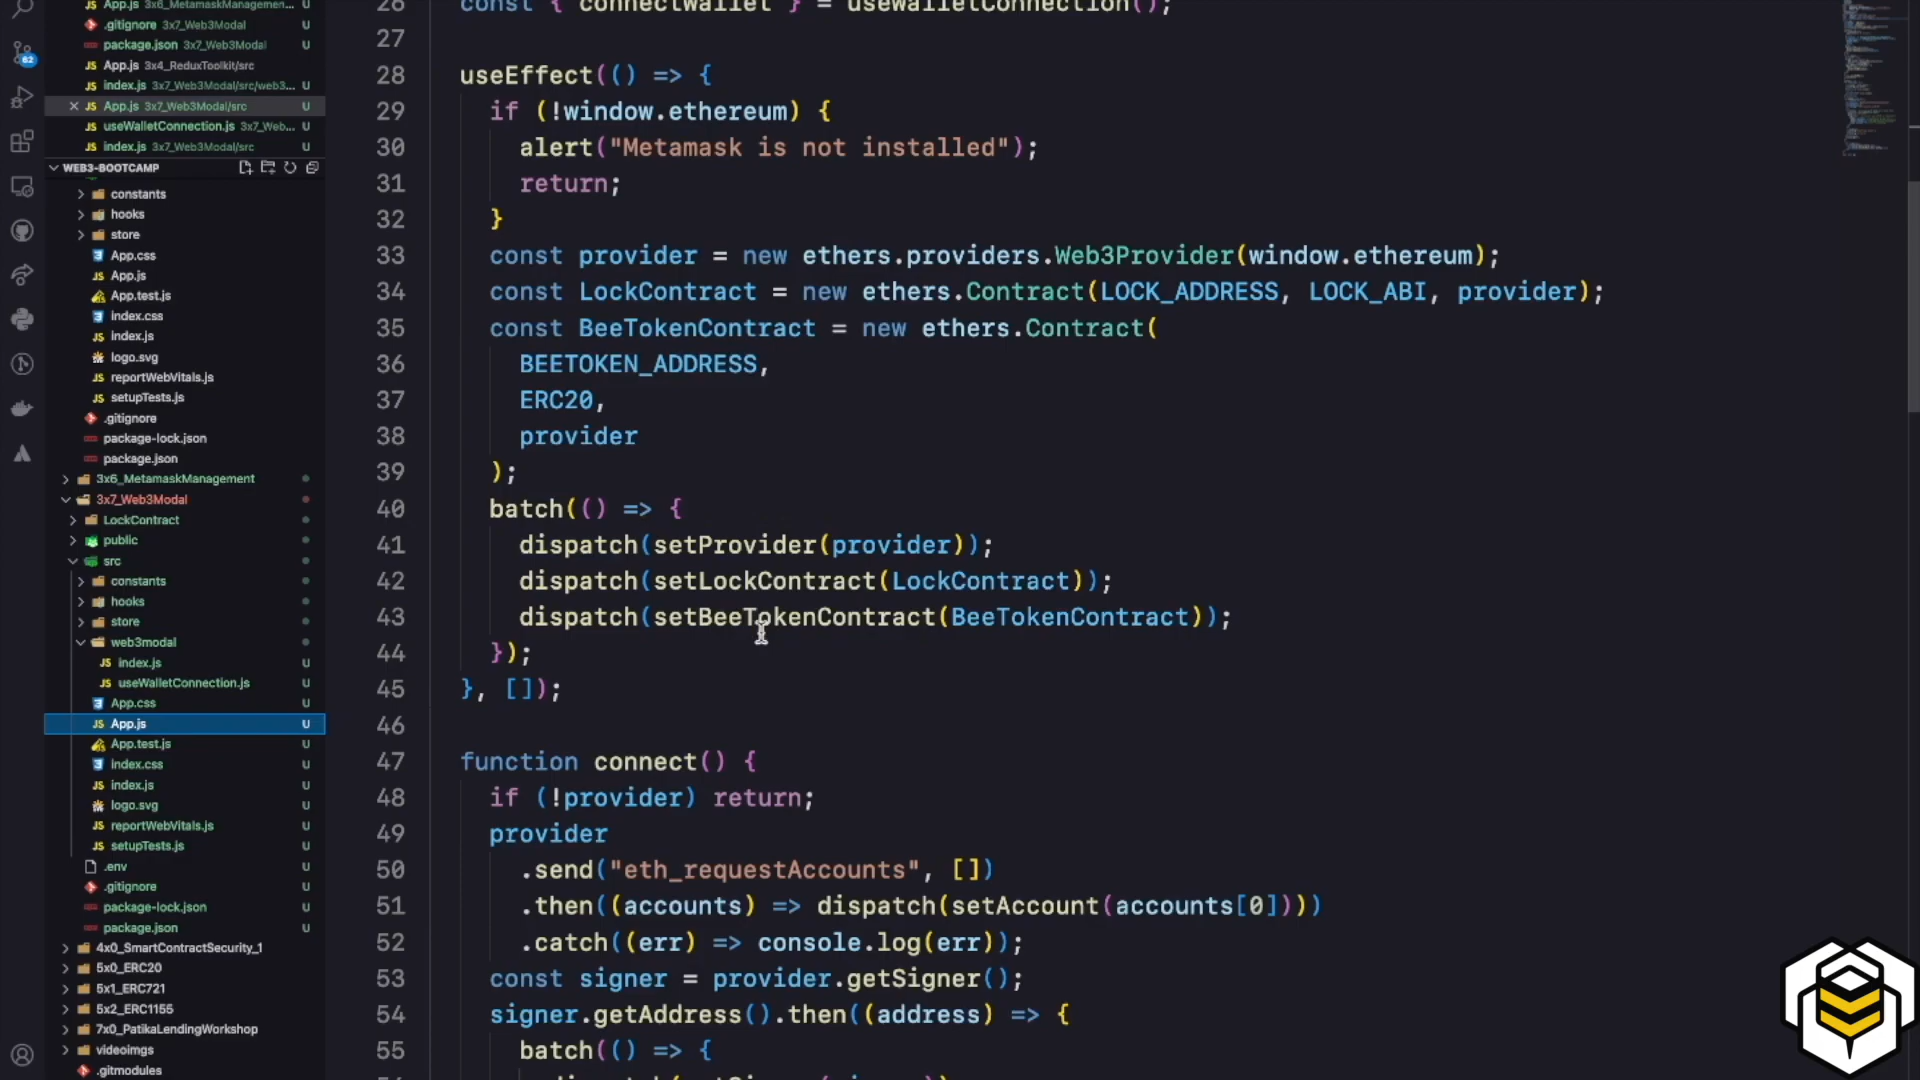 App.js 3x6_MetamaskManagemen...
.gitignore 3x7_Web3Modal U
package.json 3x7_Web3Modal U
App.js 3x4_ReduxToolkit/src
index.js 3x7_Web3Modal/src/web3... U
App.js 3x7_Web3Modal/src U
useWalletConnection.js 3x7_Web... U
index.js 3x7_Web3Modal/src U
62
WEB3-BOOTCAMP
constants
hooks
store
App.css
App.js
App.test.js
index.css
index.js
logo.svg
reportWebVitals.js
setupTests.js
.gitignore
package-lock.json
package.json
3x6_MetamaskManagement
3x7_Web3Modal
LockContract
public
src
constants
hooks
store
web3modal
index.js U
useWalletConnection.js U
App.css U
App.js U
App.test.js U
index.css U
index.js U
logo.svg U
reportWebVitals.js U
setupTests.js U
.env U
.gitignore U
package-lock.json U
package.json U
4x0_SmartContractSecurity_1
5x0_ERC20
5x1_ERC721
5x2_ERC1155
7x0_PatikaLendingWorkshop
videoimgs
.gitmodules
26 const { connectWallet } = useWalletConnection();
27
28 useEffect(() => {
29 if (!window.ethereum) {
30 alert("Metamask is not installed");
31 return;
32 }
33 const provider = new ethers.providers.Web3Provider(window.ethereum);
34 const LockContract = new ethers.Contract(LOCK_ADDRESS, LOCK_ABI, provider);
35 const BeeTokenContract = new ethers.Contract(
36 BEETOKEN_ADDRESS,
37 ERC20,
38 provider
39 );
40 batch(() => {
41 dispatch(setProvider(provider));
42 dispatch(setLockContract(LockContract));
43 dispatch(setBeeTokenContract(BeeTokenContract));
44 });
45 }, []);
46
47 function connect() {
48 if (!provider) return;
49 provider
50 .send("eth_requestAccounts", [])
51 .then((accounts) => dispatch(setAccount(accounts[0])))
52 .catch((err) => console.log(err));
53 const signer = provider.getSigner();
54 signer.getAddress().then((address) => {
55 batch(() => {